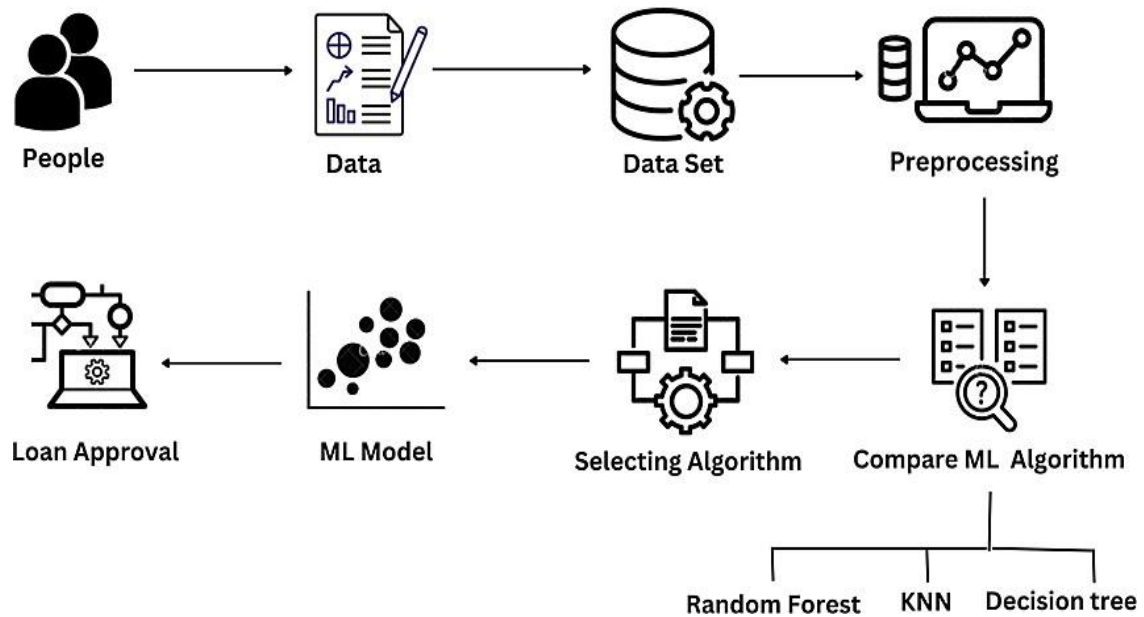 People
Data
Data Set
Preprocessing
Loan Approval
ML Model
Selecting Algorithm
Compare ML Algorithm
?
Random Forest
KNN
Decision tree